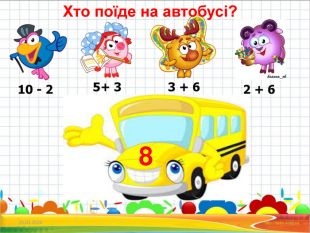 Хто поїде на автобусі?
10 - 2 5+ 3 3 + 6 2 + 6
8